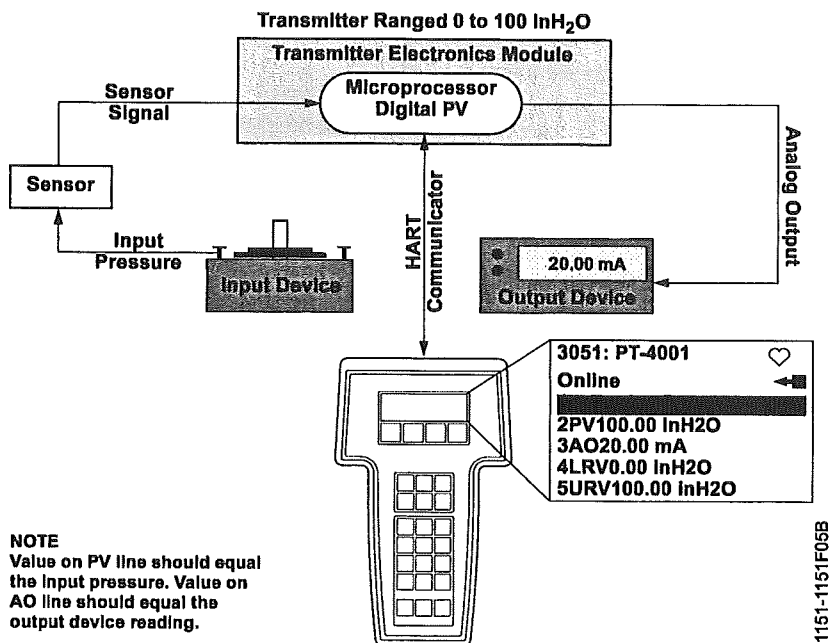 Transmitter Ranged 0 to 100 InH₂O
Transmitter Electronics Module
Microprocessor
Digital PV
Sensor
Signal
Sensor
Input
Pressure
Input Device
HART
Communicator
Analog Output
20.00 mA
Output Device
3051: PT-4001
Online
2PV100.00 InH2O
3AO20.00 mA
4LRV0.00 InH2O
5URV100.00 inH2O
NOTE
Value on PV line should equal
the input pressure. Value on
AO line should equal the
output device reading.
1151-1151F05B